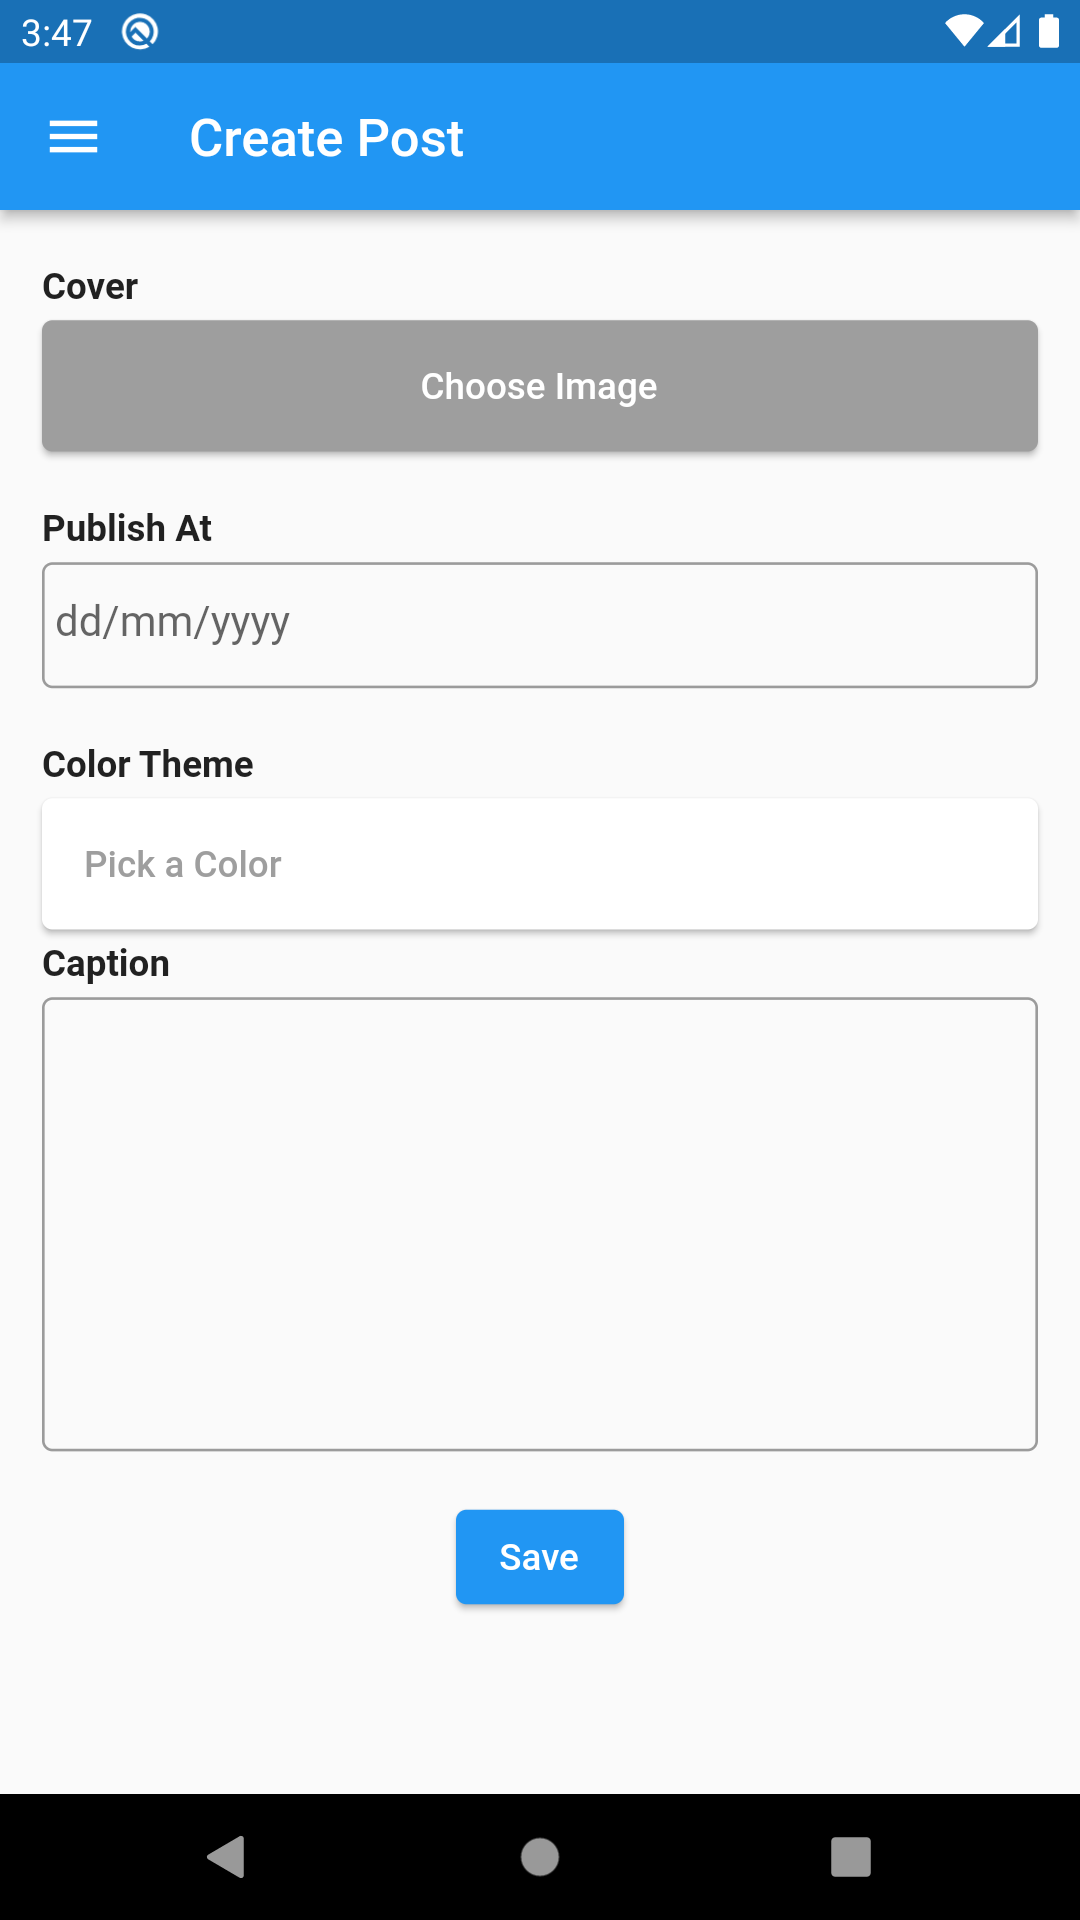 3:47
Create Post
Cover
Choose Image
Publish At
dd/mm/yyyy
Color Theme
Pick a Color
Caption
Save